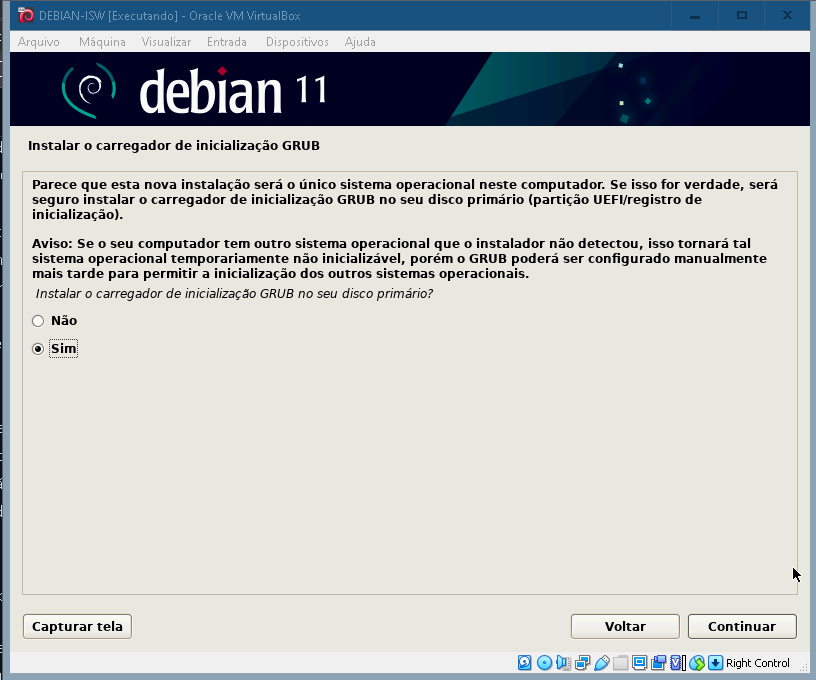 DEBIAN-ISW [Executando] - Oracle VM VirtualBox
Arquivo Máquina Visualizar Entrada Dispositivos Ajuda
debian 11
Instalar o carregador de inicialização GRUB
Parece que esta nova instalação será o único sistema operacional neste computador. Se isso for verdade, será
seguro instalar o carregador de inicialização GRUB no seu disco primário (partição UEFI/registro de
inicialização).
Aviso: Se o seu computador tem outro sistema operacional que o instalador não detectou, isso tornará tal
sistema operacional temporariamente não inicializável, porém o GRUB poderá ser configurado manualmente
mais tarde para permitir a inicialização dos outros sistemas operacionais.
Instalar o carregador de inicialização GRUB no seu disco primário?
Não
Sim
Capturar tela Voltar Continuar
Right Control